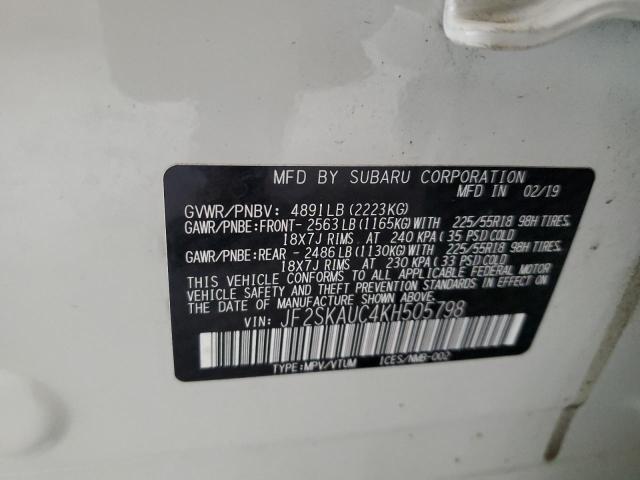 MFD BY SUBARU CORPORATION
MFD IN 02/19
GVWR/PNBV: 4891LB(2223KG)
GAWR/PNBE:FRONT-2563LB(1165KG)WITH 225/55R18 98H TIRES,
18X7J RIMS, AT 240 KPA(35 PSI)COLD
GAWR/PNBE:REAR -2486LB(1130KG)WITH 225/55R18 98H TIRES,
18X7J RIMS, AT 230 KPA(33 PSI)COLD
THIS VEHICLE CONFORMS TO ALL APPLICABLE FEDERAL MOTOR
VEHICLE SAFETY AND THEFT PREVENTION STANDARDS IN EFFECT ON
THE DATE OF MANUFACTURE SHOWN ABOVE.
VIN: JF2SKAUC4KH505798
TYPE:MPV/VTUM ICES/NMB-002